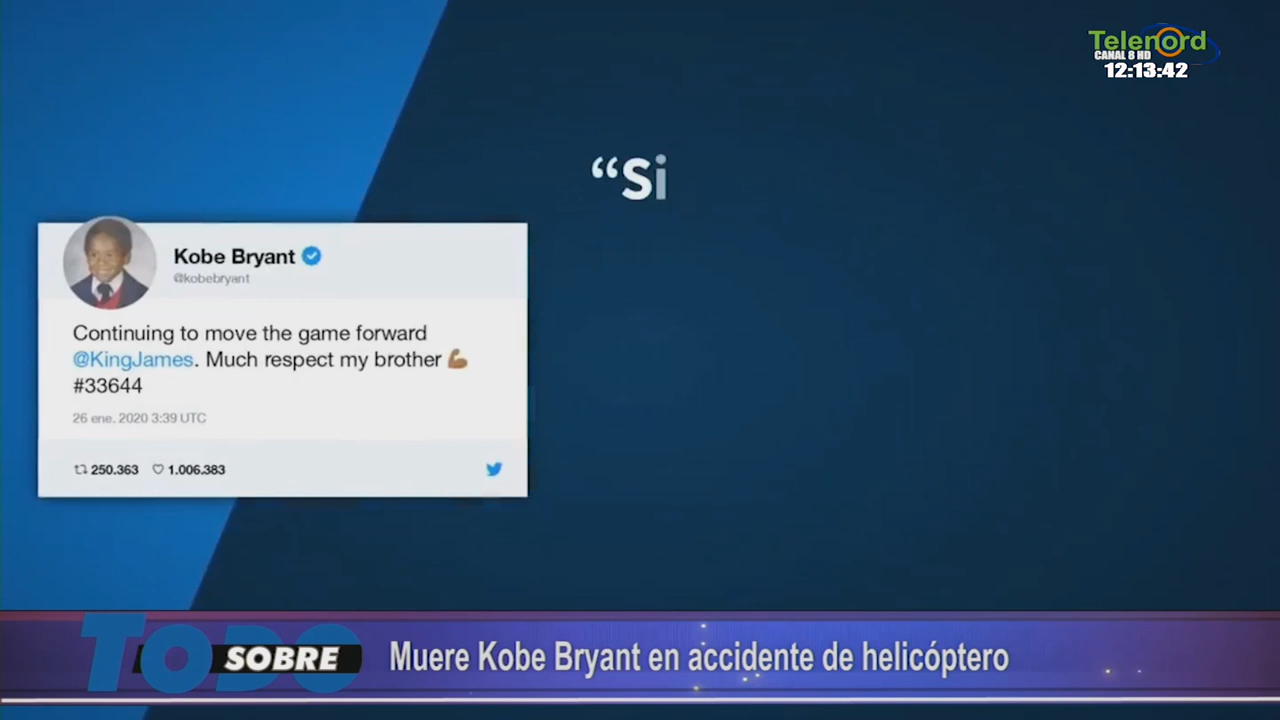 Telenord
CANAL 8 HD
12:13:42
“Si
Kobe Bryant
@kobebryant
Continuing to move the game forward
@KingJames. Much respect my brother 💪🏾
#33644
26 ene. 2020 3:39 UTC
250.363 1.006.383
TODO
SOBRE
Muere Kobe Bryant en accidente de helicóptero